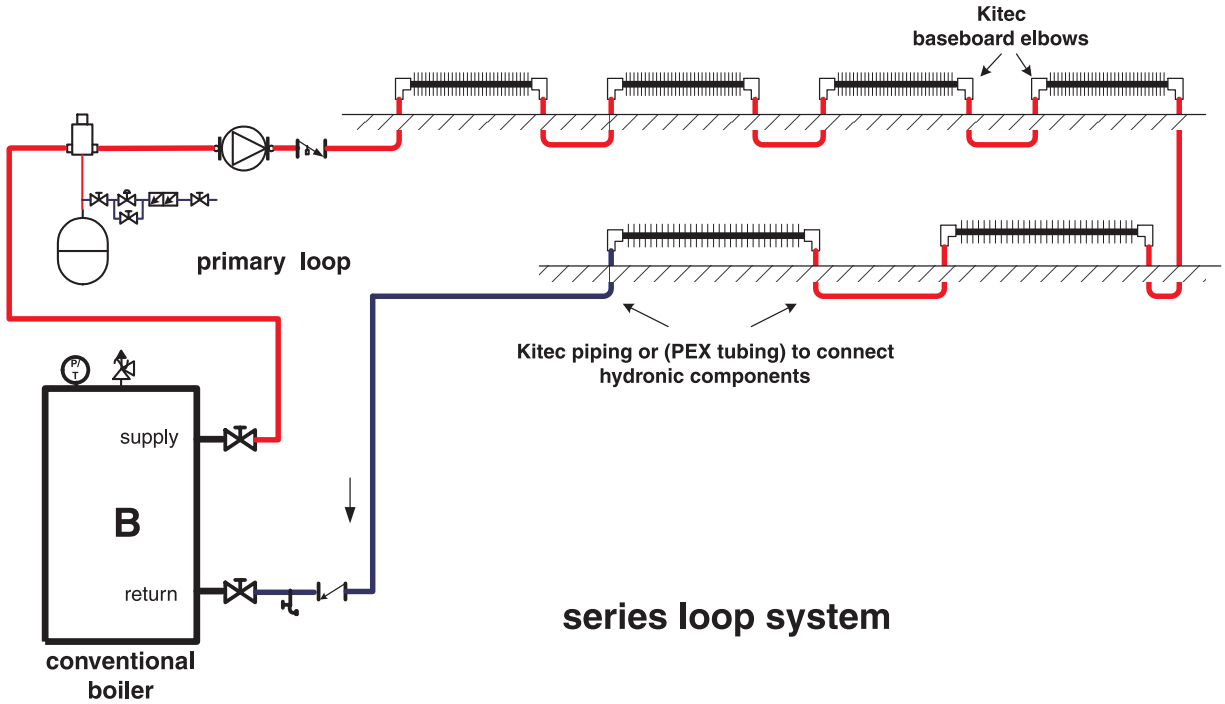 Kitec
baseboard elbows
primary loop
Kitec piping or (PEX tubing) to connect
hydronic components
P/
T
supply
B
return
series loop system
conventional
boiler